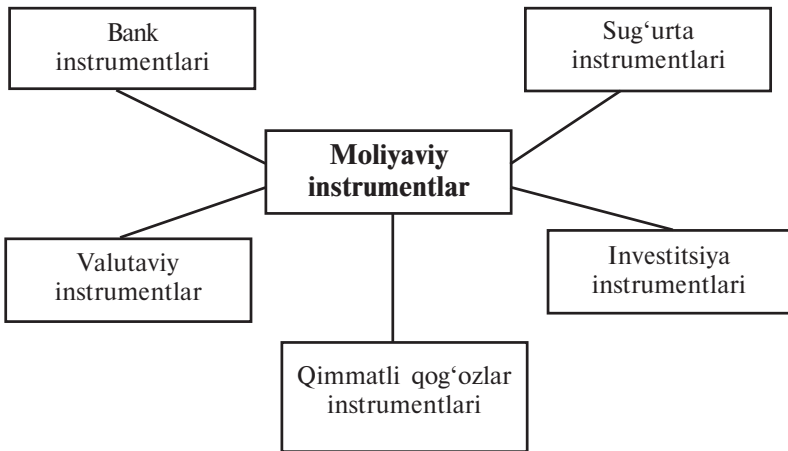 Bank
instrumentlari
Sug‘urta
instrumentlari
Moliyaviy
instrumentlar
Valutaviy
instrumentlar
Investitsiya
instrumentlari
Qimmatli qog‘ozlar
instrumentlari